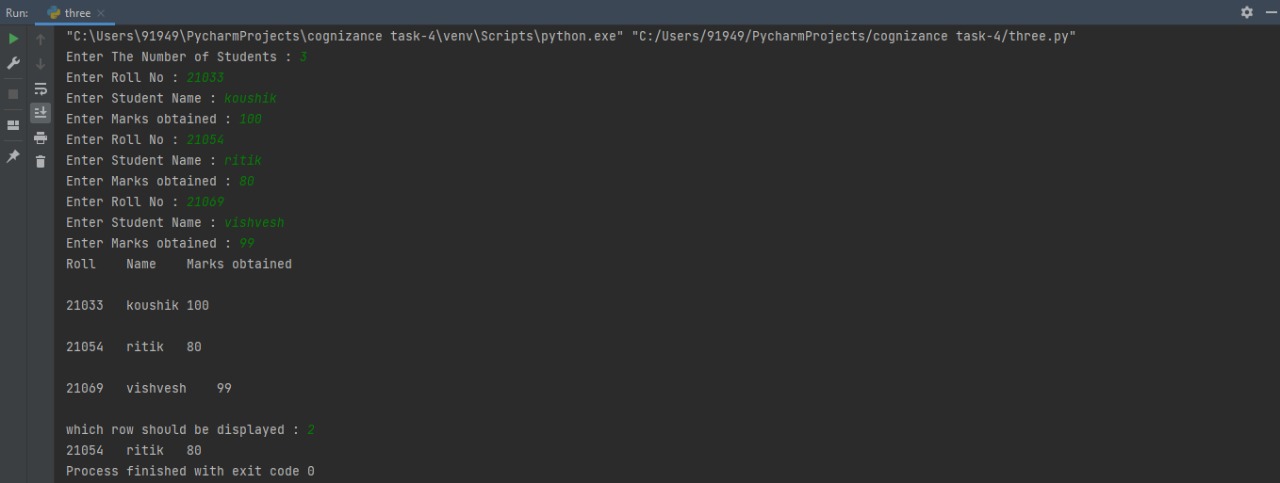 Run: three
"C:\Users\91949\PycharmProjects\cognizance task-4\venv\Scripts\python.exe" "C:/Users/91949/PycharmProjects/cognizance task-4/three.py"
Enter The Number of Students : 3
Enter Roll No : 21033
Enter Student Name : koushik
Enter Marks obtained : 100
Enter Roll No : 21054
Enter Student Name : ritik
Enter Marks obtained : 80
Enter Roll No : 21069
Enter Student Name : vishvesh
Enter Marks obtained : 99
Roll    Name    Marks obtained
21033   koushik 100
21054   ritik   80
21069   vishvesh    99
which row should be displayed : 2
21054   ritik   80
Process finished with exit code 0